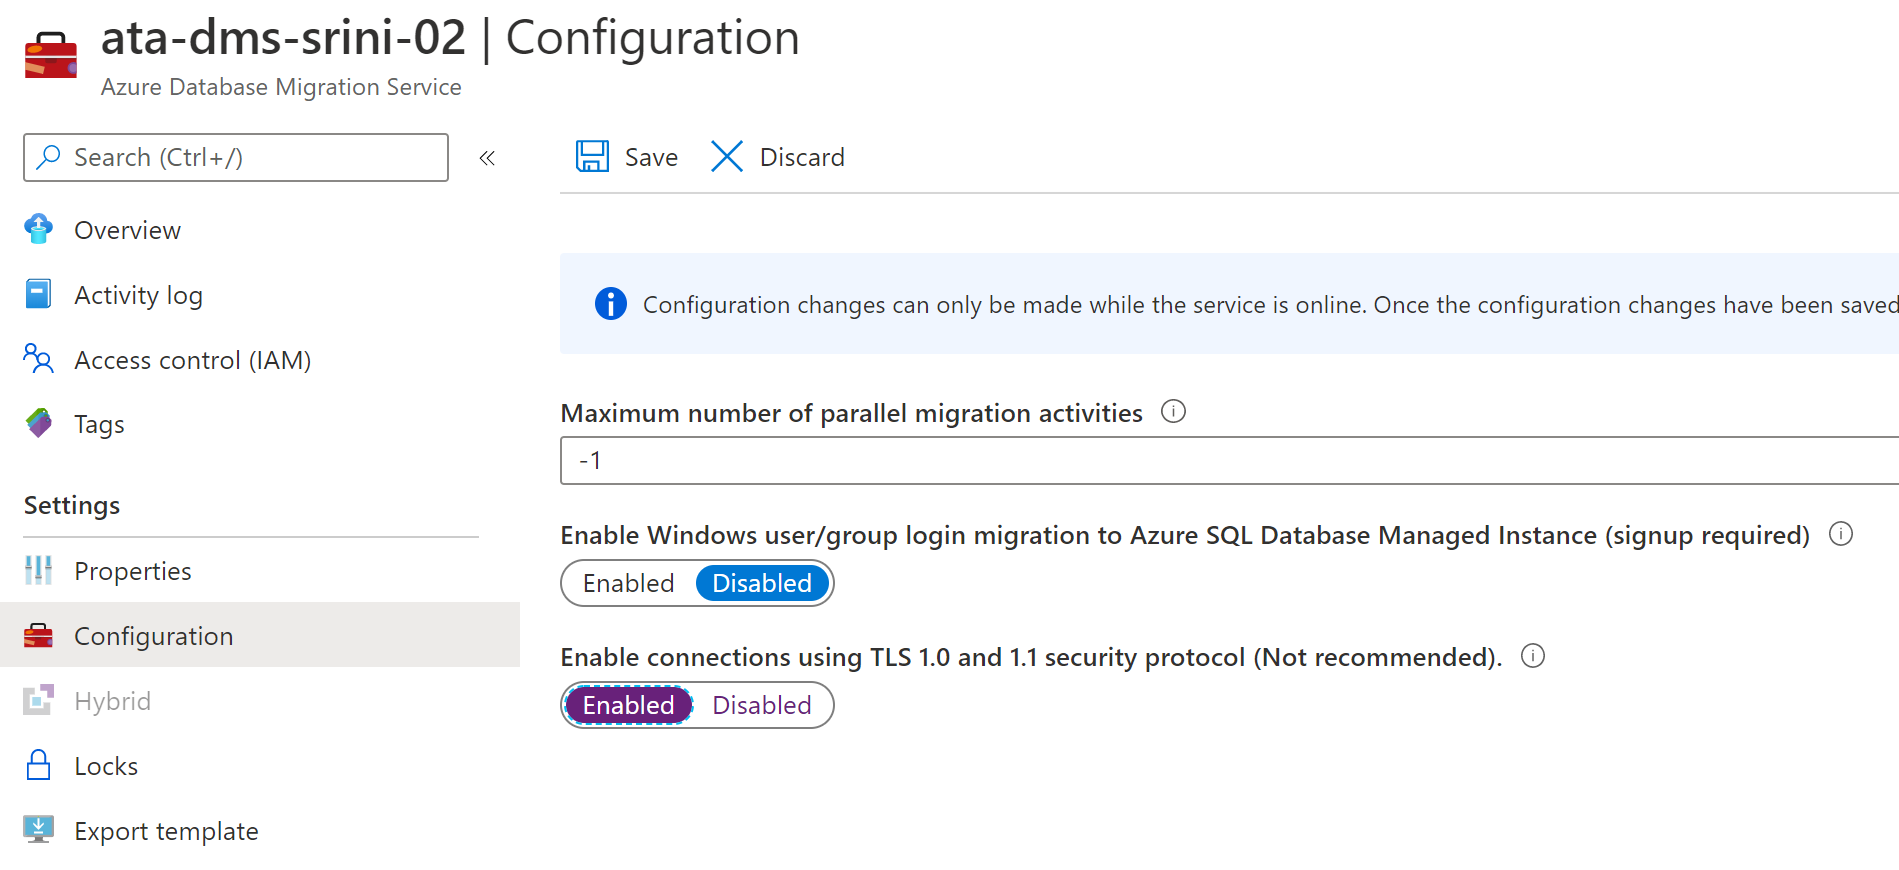 ata-dms-srini-02 | Configuration
Azure Database Migration Service
Search (Ctrl+/)
«
Save
Discard
Overview
Activity log
Access control (IAM)
Tags
Settings
Properties
Configuration
Hybrid
Locks
Export template
Configuration changes can only be made while the service is online. Once the configuration changes have been saved
Maximum number of parallel migration activities
-1
Enable Windows user/group login migration to Azure SQL Database Managed Instance (signup required)
Enabled Disabled
Enable connections using TLS 1.0 and 1.1 security protocol (Not recommended).
Enabled Disabled